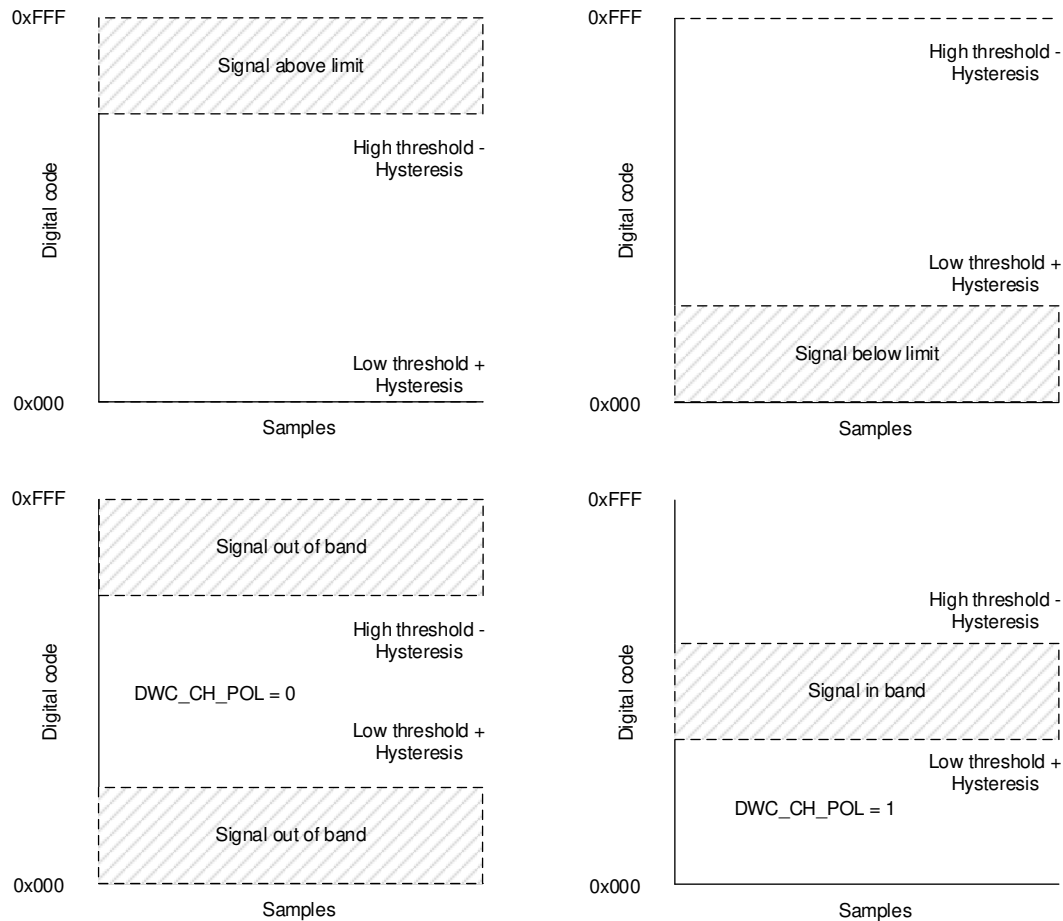 0xFFF
Signal above limit
High threshold -
Hysteresis
Digital code
Low threshold +
Hysteresis
0x000
Samples
High threshold -
Hysteresis
Digital code
Low threshold +
Hysteresis
Signal below limit
0x000
Samples
0xFFF
Signal out of band
High threshold -
Hysteresis
Digital code
DWC_CH_POL = 0
Low threshold +
Hysteresis
Signal out of band
0x000
Samples
0xFFF
High threshold -
Hysteresis
Digital code
Signal in band
Low threshold +
Hysteresis
DWC_CH_POL = 1
0x000
Samples